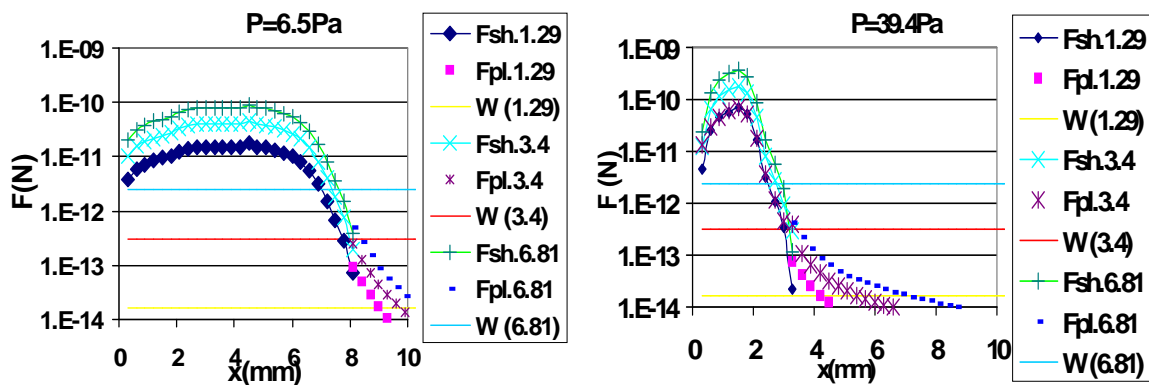 P=6.5Pa
1.E-09
1.E-10
1.E-11
1.E-12
1.E-13
1.E-14
F(N)
0 2 4 6 8 10
x(mm)
Fsh.1.29
Fpl.1.29
W (1.29)
Fsh.3.4
Fpl.3.4
W (3.4)
Fsh.6.81
Fpl.6.81
W (6.81)
P=39.4Pa
1.E-09
1.E-10
1.E-11
1.E-12
1.E-13
1.E-14
F(N)
0 2 4 6 8 10
x(mm)
Fsh.1.29
Fpl.1.29
W (1.29)
Fsh.3.4
Fpl.3.4
W (3.4)
Fsh.6.81
Fpl.6.81
W (6.81)